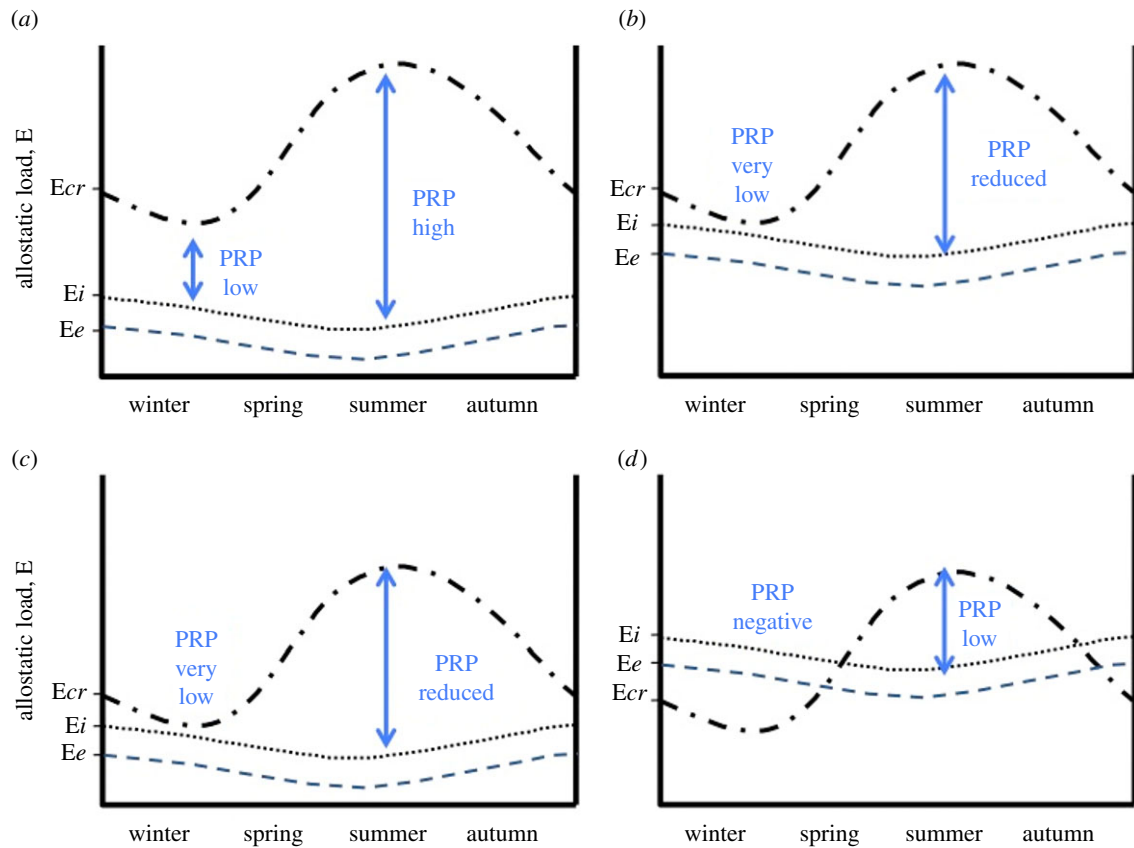 (a)
allostatic load, E
Ecr
Ei
Ee
PRP
low
PRP
high
winter spring summer autumn
(b)
Ecr
Ei
Ee
PRP
very
low
PRP
reduced
winter spring summer autumn
(c)
allostatic load, E
Ecr
Ei
Ee
PRP
very
low
PRP
reduced
winter spring summer autumn
(d)
Ei
Ee
Ecr
PRP
negative
PRP
low
winter spring summer autumn